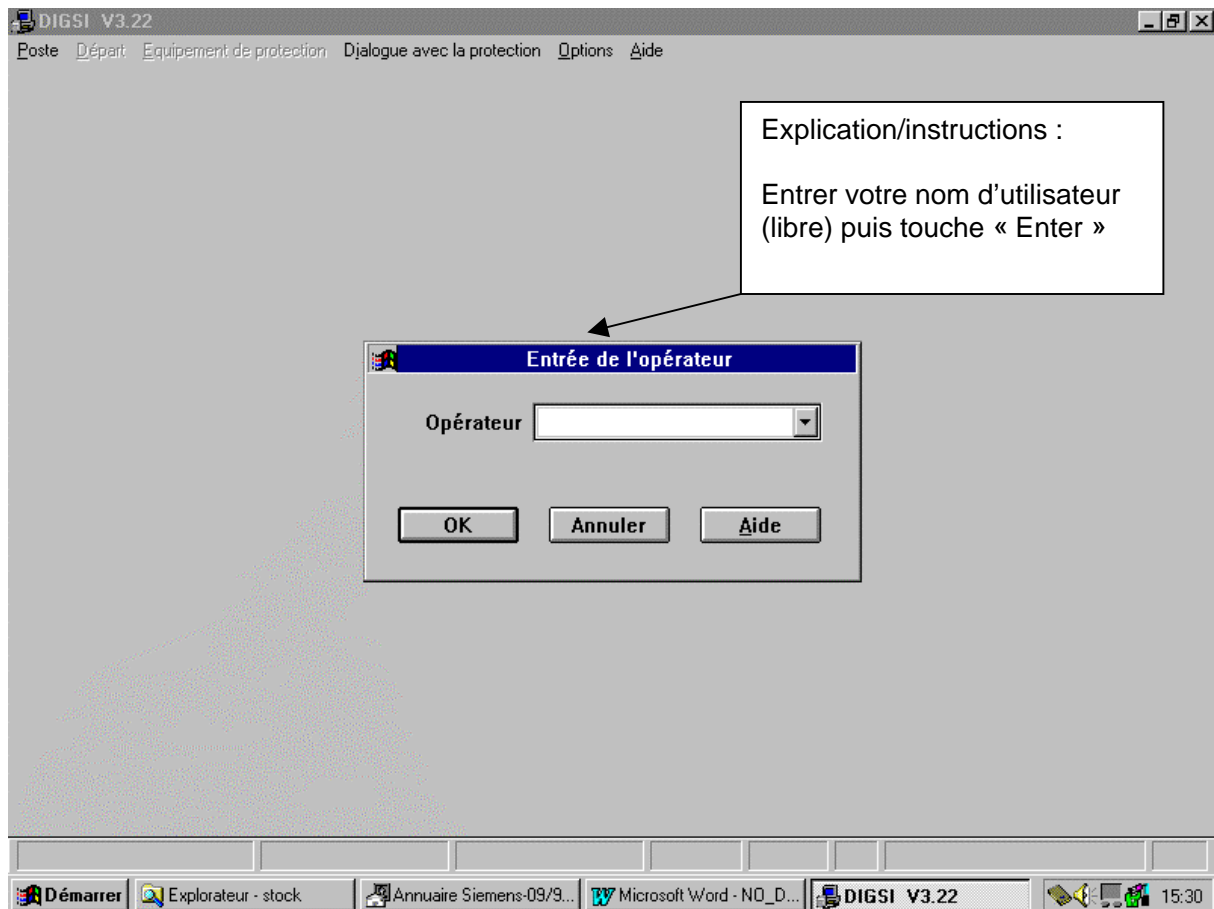 DIGSI V3.22
Poste Départ Equipement de protection Djalogue avec la protection Options Aide
Explication/instructions :
Entrer votre nom d'utilisateur
(libre) puis touche « Enter »
Entrée de l'opérateur
Opérateur
OK Annuler Aide
Démarrer Explorateur - stock Annuaire Siemens-09/9... Microsoft Word - NO_D... DIGSI V3.22 15:30